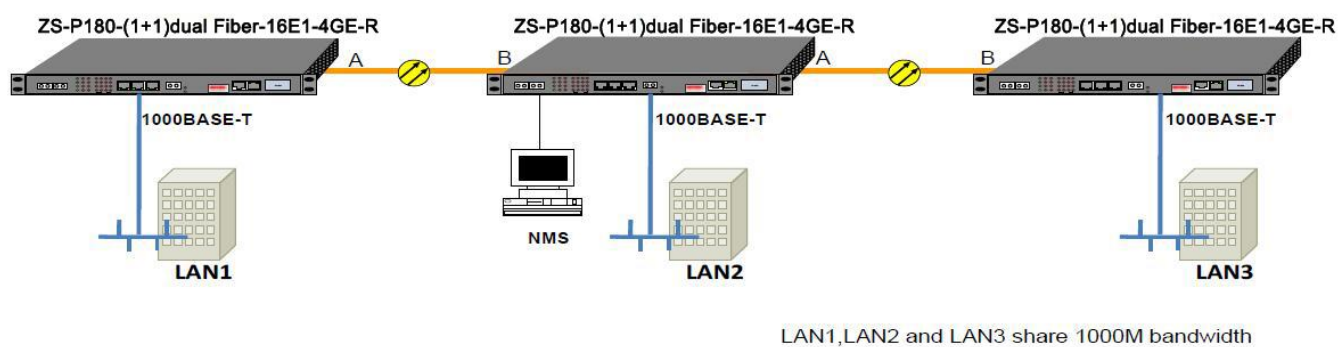 ZS-P180-(1+1)dual Fiber-16E1-4GE-R
ZS-P180-(1+1)dual Fiber-16E1-4GE-R
ZS-P180-(1+1)dual Fiber-16E1-4GE-R
A
B
A
B
1000BASE-T
1000BASE-T
1000BASE-T
NMS
LAN1
LAN2
LAN3
LAN1,LAN2 and LAN3 share 1000M bandwidth